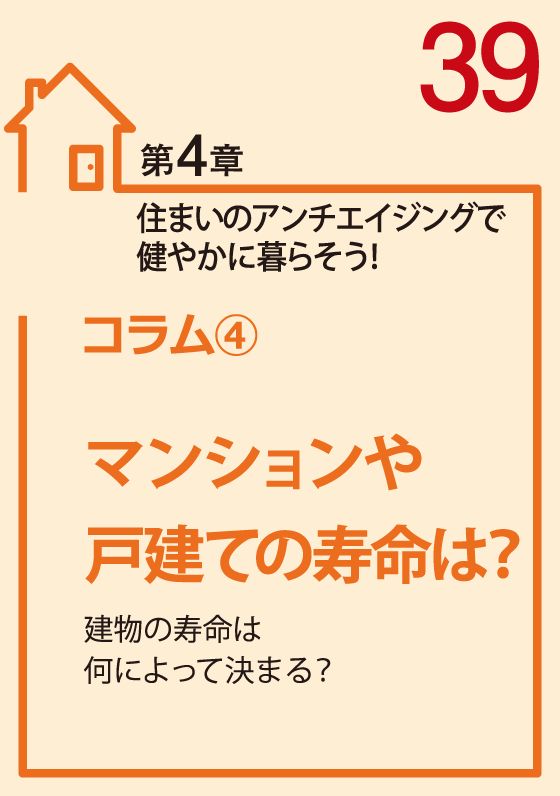 39
第4章
住まいのアンチエイジングで
健やかに暮らそう!
コラム④
マンションや
戸建ての寿命は?
建物の寿命は
何によって決まる?